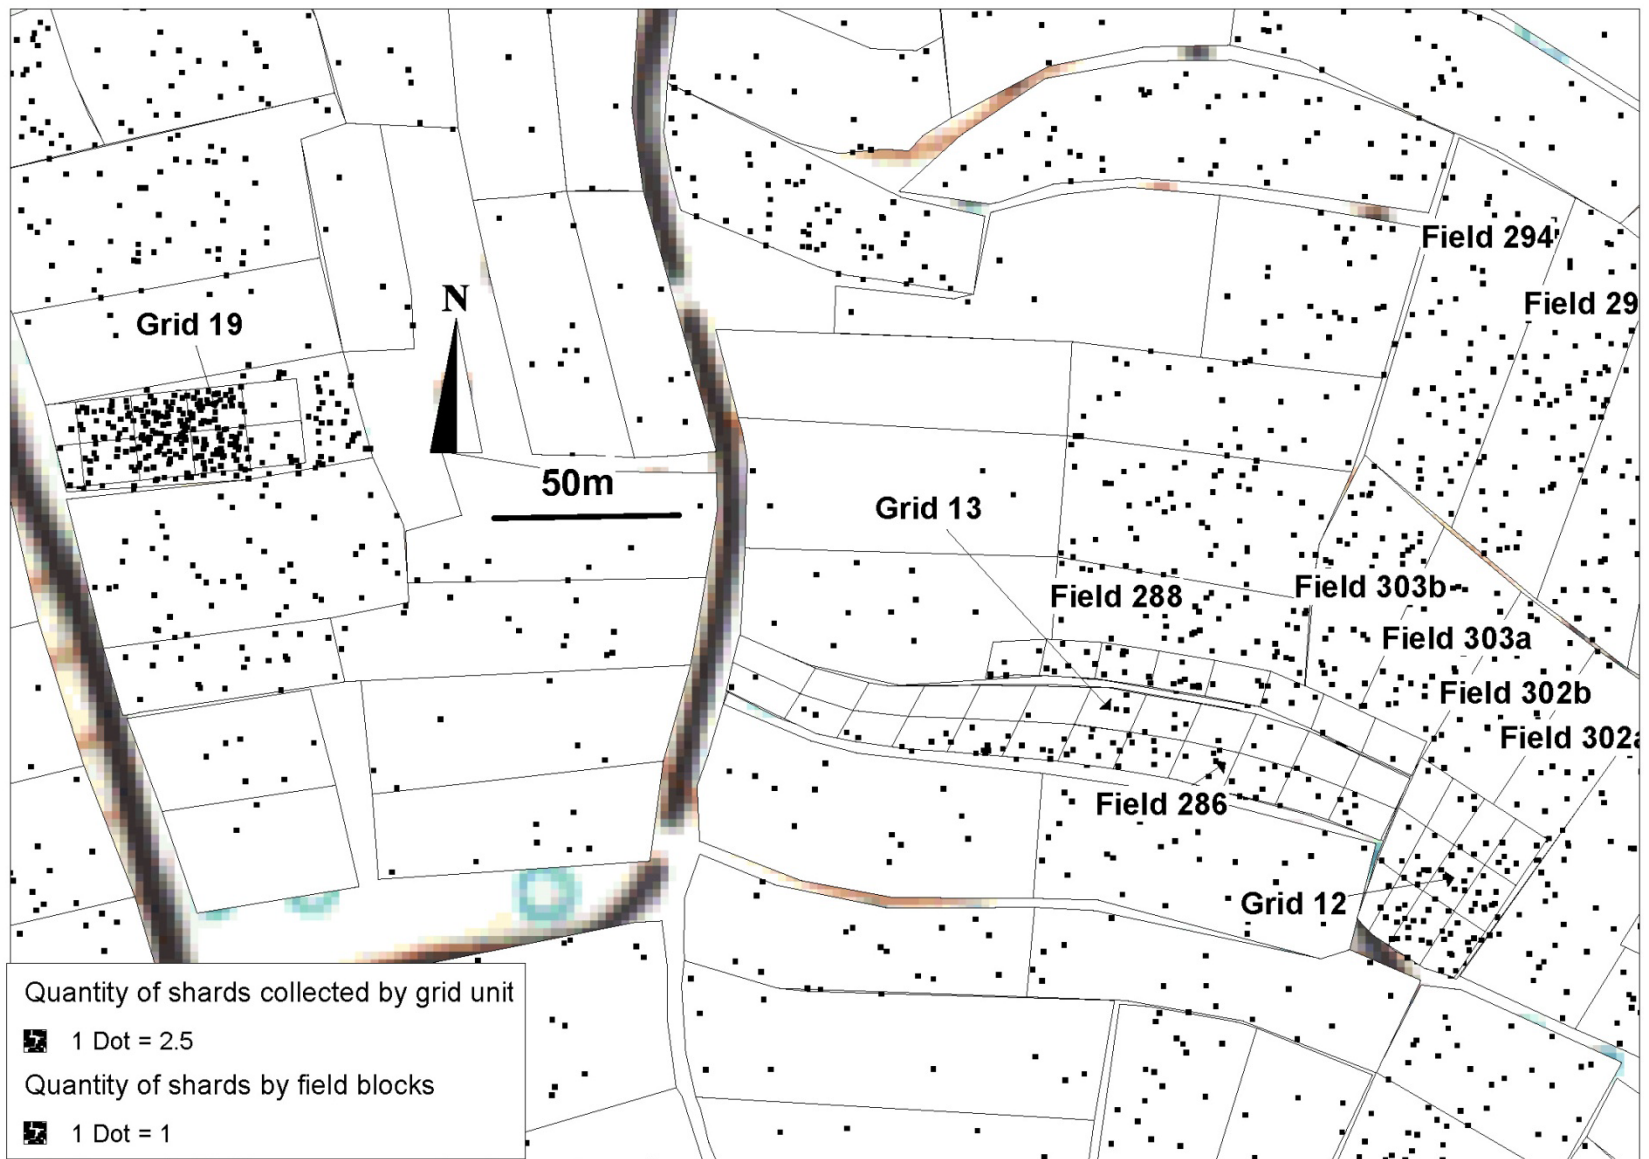 Field 294
Field 29
Grid 19
N
50m
Grid 13
Field 288
Field 303b
Field 303a
Field 302b
Field 302a
Field 286
Grid 12
Quantity of shards collected by grid unit
1 Dot = 2.5
Quantity of shards by field blocks
1 Dot = 1